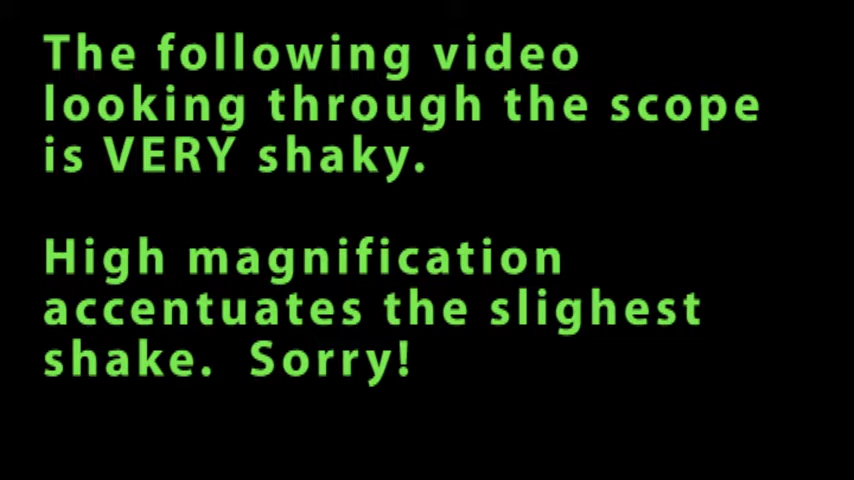 The following video
looking through the scope
is VERY shaky.
High magnification
accentuates the slighest
shake. Sorry!